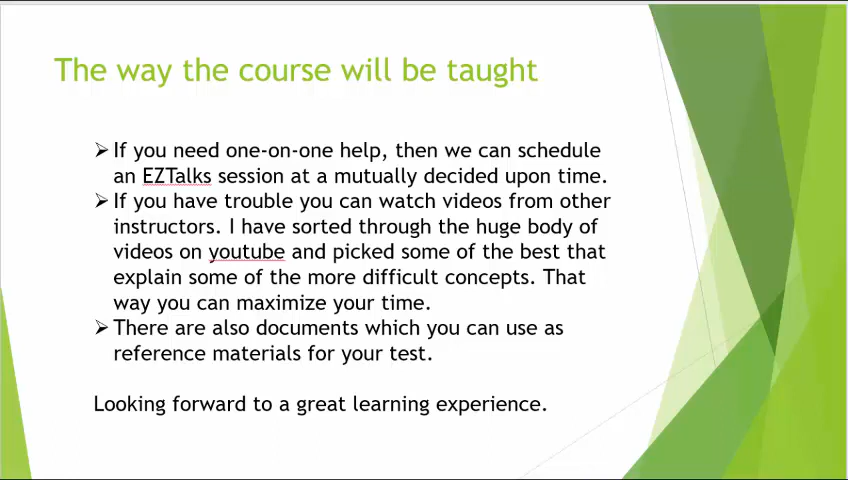 The way the course will be taught
➢ If you need one-on-one help, then we can schedule
an EZTalks session at a mutually decided upon time.
➢ If you have trouble you can watch videos from other
instructors. I have sorted through the huge body of
videos on youtube and picked some of the best that
explain some of the more difficult concepts. That
way you can maximize your time.
➢ There are also documents which you can use as
reference materials for your test.
Looking forward to a great learning experience.